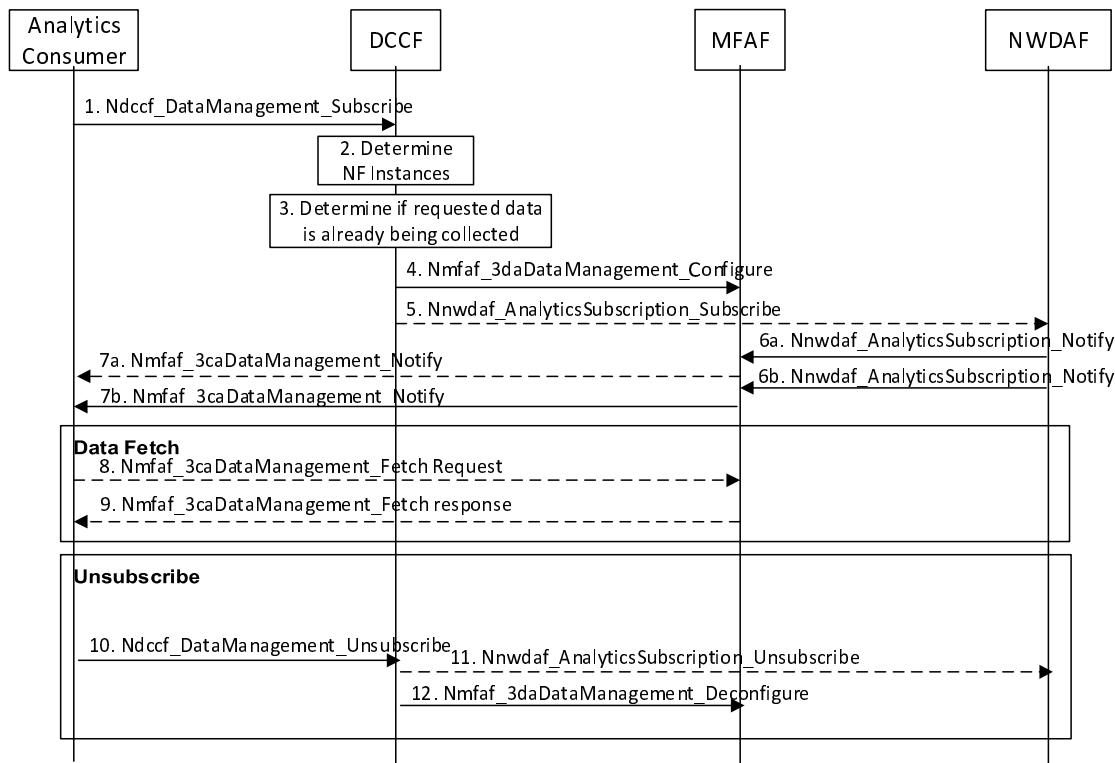 Analytics
Consumer
DCCF
MFAF
NWDAF
1. Ndccf_DataManagement_Subscribe
2. Determine
NF Instances
3. Determine if requested data
is already being collected
4. Nmfaf_3daDataManagement_Configure
5. Nnwdaf_AnalyticsSubscription_Subscribe
6a. Nnwdaf_AnalyticsSubscription_Notify
7a. Nmfaf_3caDataManagement_Notify
6b. Nnwdaf_AnalyticsSubscription_Notify
7b. Nmfaf_3caDataManagement_Notify
Data Fetch
8. Nmfaf_3caDataManagement_Fetch Request
9. Nmfaf_3caDataManagement_Fetch response
Unsubscribe
10. Ndccf_DataManagement_Unsubscribe
11. Nnwdaf_AnalyticsSubscription_Unsubscribe
12. Nmfaf_3daDataManagement_Deconfigure